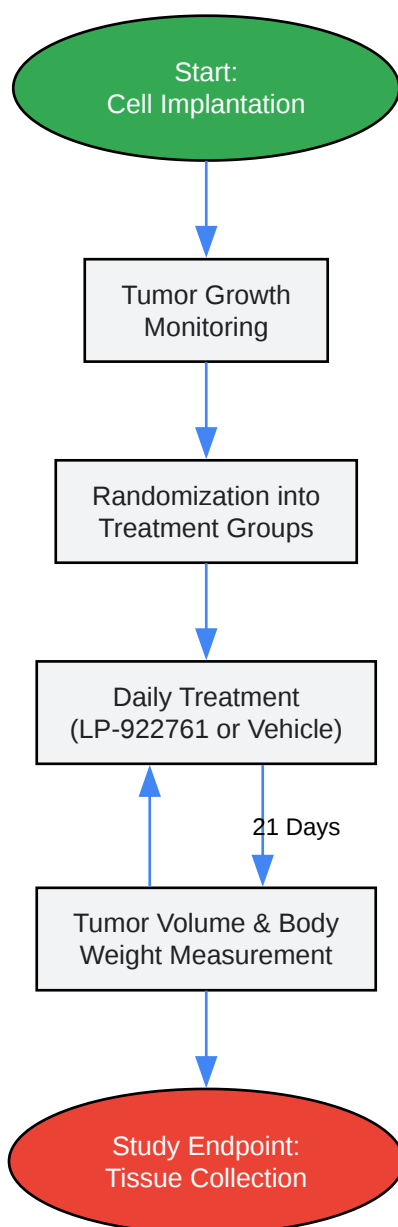 Start:
Cell Implantation
Tumor Growth
Monitoring
Randomization into
Treatment Groups
Daily Treatment
(LP-922761 or Vehicle)
21 Days
Tumor Volume & Body
Weight Measurement
Study Endpoint:
Tissue Collection